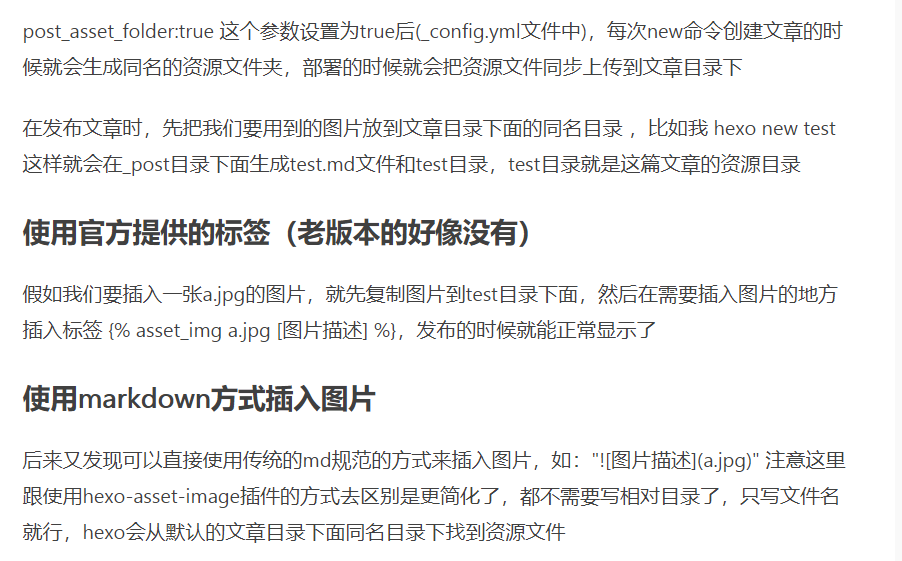 post_asset_folder:true 这个参数设置为true后(_config.yml文件中)，每次new命令创建文章的时
候就会生成同名的资源文件夹，部署的时候就会把资源文件同步上传到文章目录下
在发布文章时，先把我们要用到的图片放到文章目录下面的同名目录 ，比如我 hexo new test
这样就会在_post目录下面生成test.md文件和test目录，test目录就是这篇文章的资源目录
使用官方提供的标签（老版本的好像没有）
假如我们要插入一张a.jpg的图片，就先复制图片到test目录下面，然后在需要插入图片的地方
插入标签 {% asset_img a.jpg [图片描述] %}，发布的时候就能正常显示了
使用markdown方式插入图片
后来又发现可以直接使用传统的md规范的方式来插入图片，如："![图片描述](a.jpg)" 注意这里
跟使用hexo-asset-image插件的方式去区别是更简化了，都不需要写相对目录了，只写文件名
就行，hexo会从默认的文章目录下面同名目录下找到资源文件